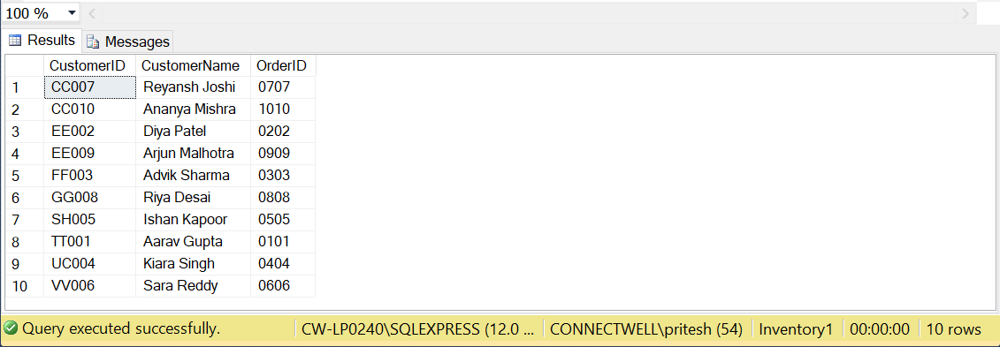 100 %
Results Messages
CustomerID CustomerName OrderID
1 CC007 Reyansh Joshi 0707
2 CC010 Ananya Mishra 1010
3 EE002 Diya Patel 0202
4 EE009 Arjun Malhotra 0909
5 FF003 Advik Sharma 0303
6 GG008 Riya Desai 0808
7 SH005 Ishan Kapoor 0505
8 TT001 Aarav Gupta 0101
9 UC004 Kiara Singh 0404
10 VV006 Sara Reddy 0606
Query executed successfully. CW-LP0240\SQLEXPRESS (12.0 ... CONNECTWELL\pritesh (54) Inventory1 00:00:00 10 rows